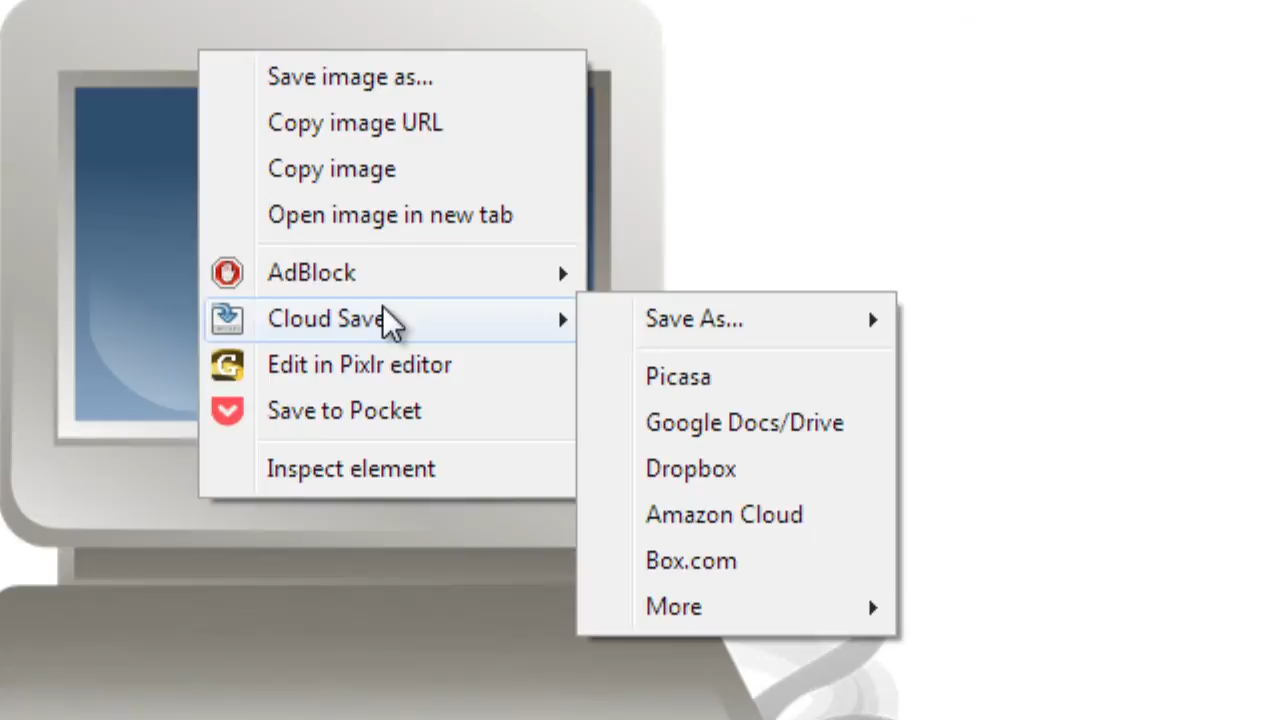 Save image as...
Copy image URL
Copy image
Open image in new tab
AdBlock
Cloud Save
Edit in Pixlr editor
Save to Pocket
Inspect element
Save As...
Picasa
Google Docs/Drive
Dropbox
Amazon Cloud
Box.com
More